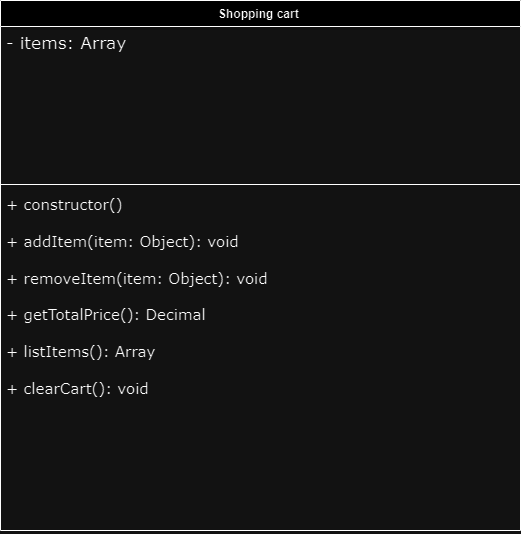 Shopping cart
- items: Array
+ constructor()
+ addItem(item: Object): void
+ removeItem(item: Object): void
+ getTotalPrice(): Decimal
+ listItems(): Array
+ clearCart(): void